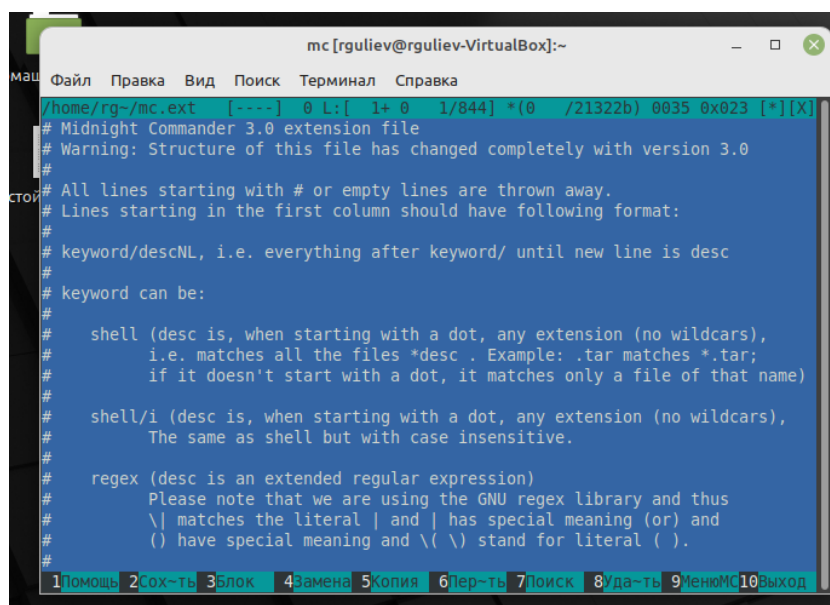 mc [rguliev@rguliev-VirtualBox]:~
Файл Правка Вид Поиск Терминал Справка
/home/rg~/mc.ext [----] 0 L:[ 1+ 0 1/844] *(0 /21322b) 0035 0x023 [*][X]
# Midnight Commander 3.0 extension file
# Warning: Structure of this file has changed completely with version 3.0
#
# All lines starting with # or empty lines are thrown away.
# Lines starting in the first column should have following format:
#
# keyword/descNL, i.e. everything after keyword/ until new line is desc
#
# keyword can be:
#
# shell (desc is, when starting with a dot, any extension (no wildcars),
# i.e. matches all the files *desc . Example: .tar matches *.tar;
# if it doesn't start with a dot, it matches only a file of that name)
#
# shell/i (desc is, when starting with a dot, any extension (no wildcars),
# The same as shell but with case insensitive.
#
# regex (desc is an extended regular expression)
# Please note that we are using the GNU regex library and thus
# \| matches the literal | and | has special meaning (or) and
# () have special meaning and \( \) stand for literal ( ).
#
1Помощь 2Сох~ть 3Блок 4Замена 5Копия 6Пер~ть 7Поиск 8Уда~ть 9МенюMC 10Выход